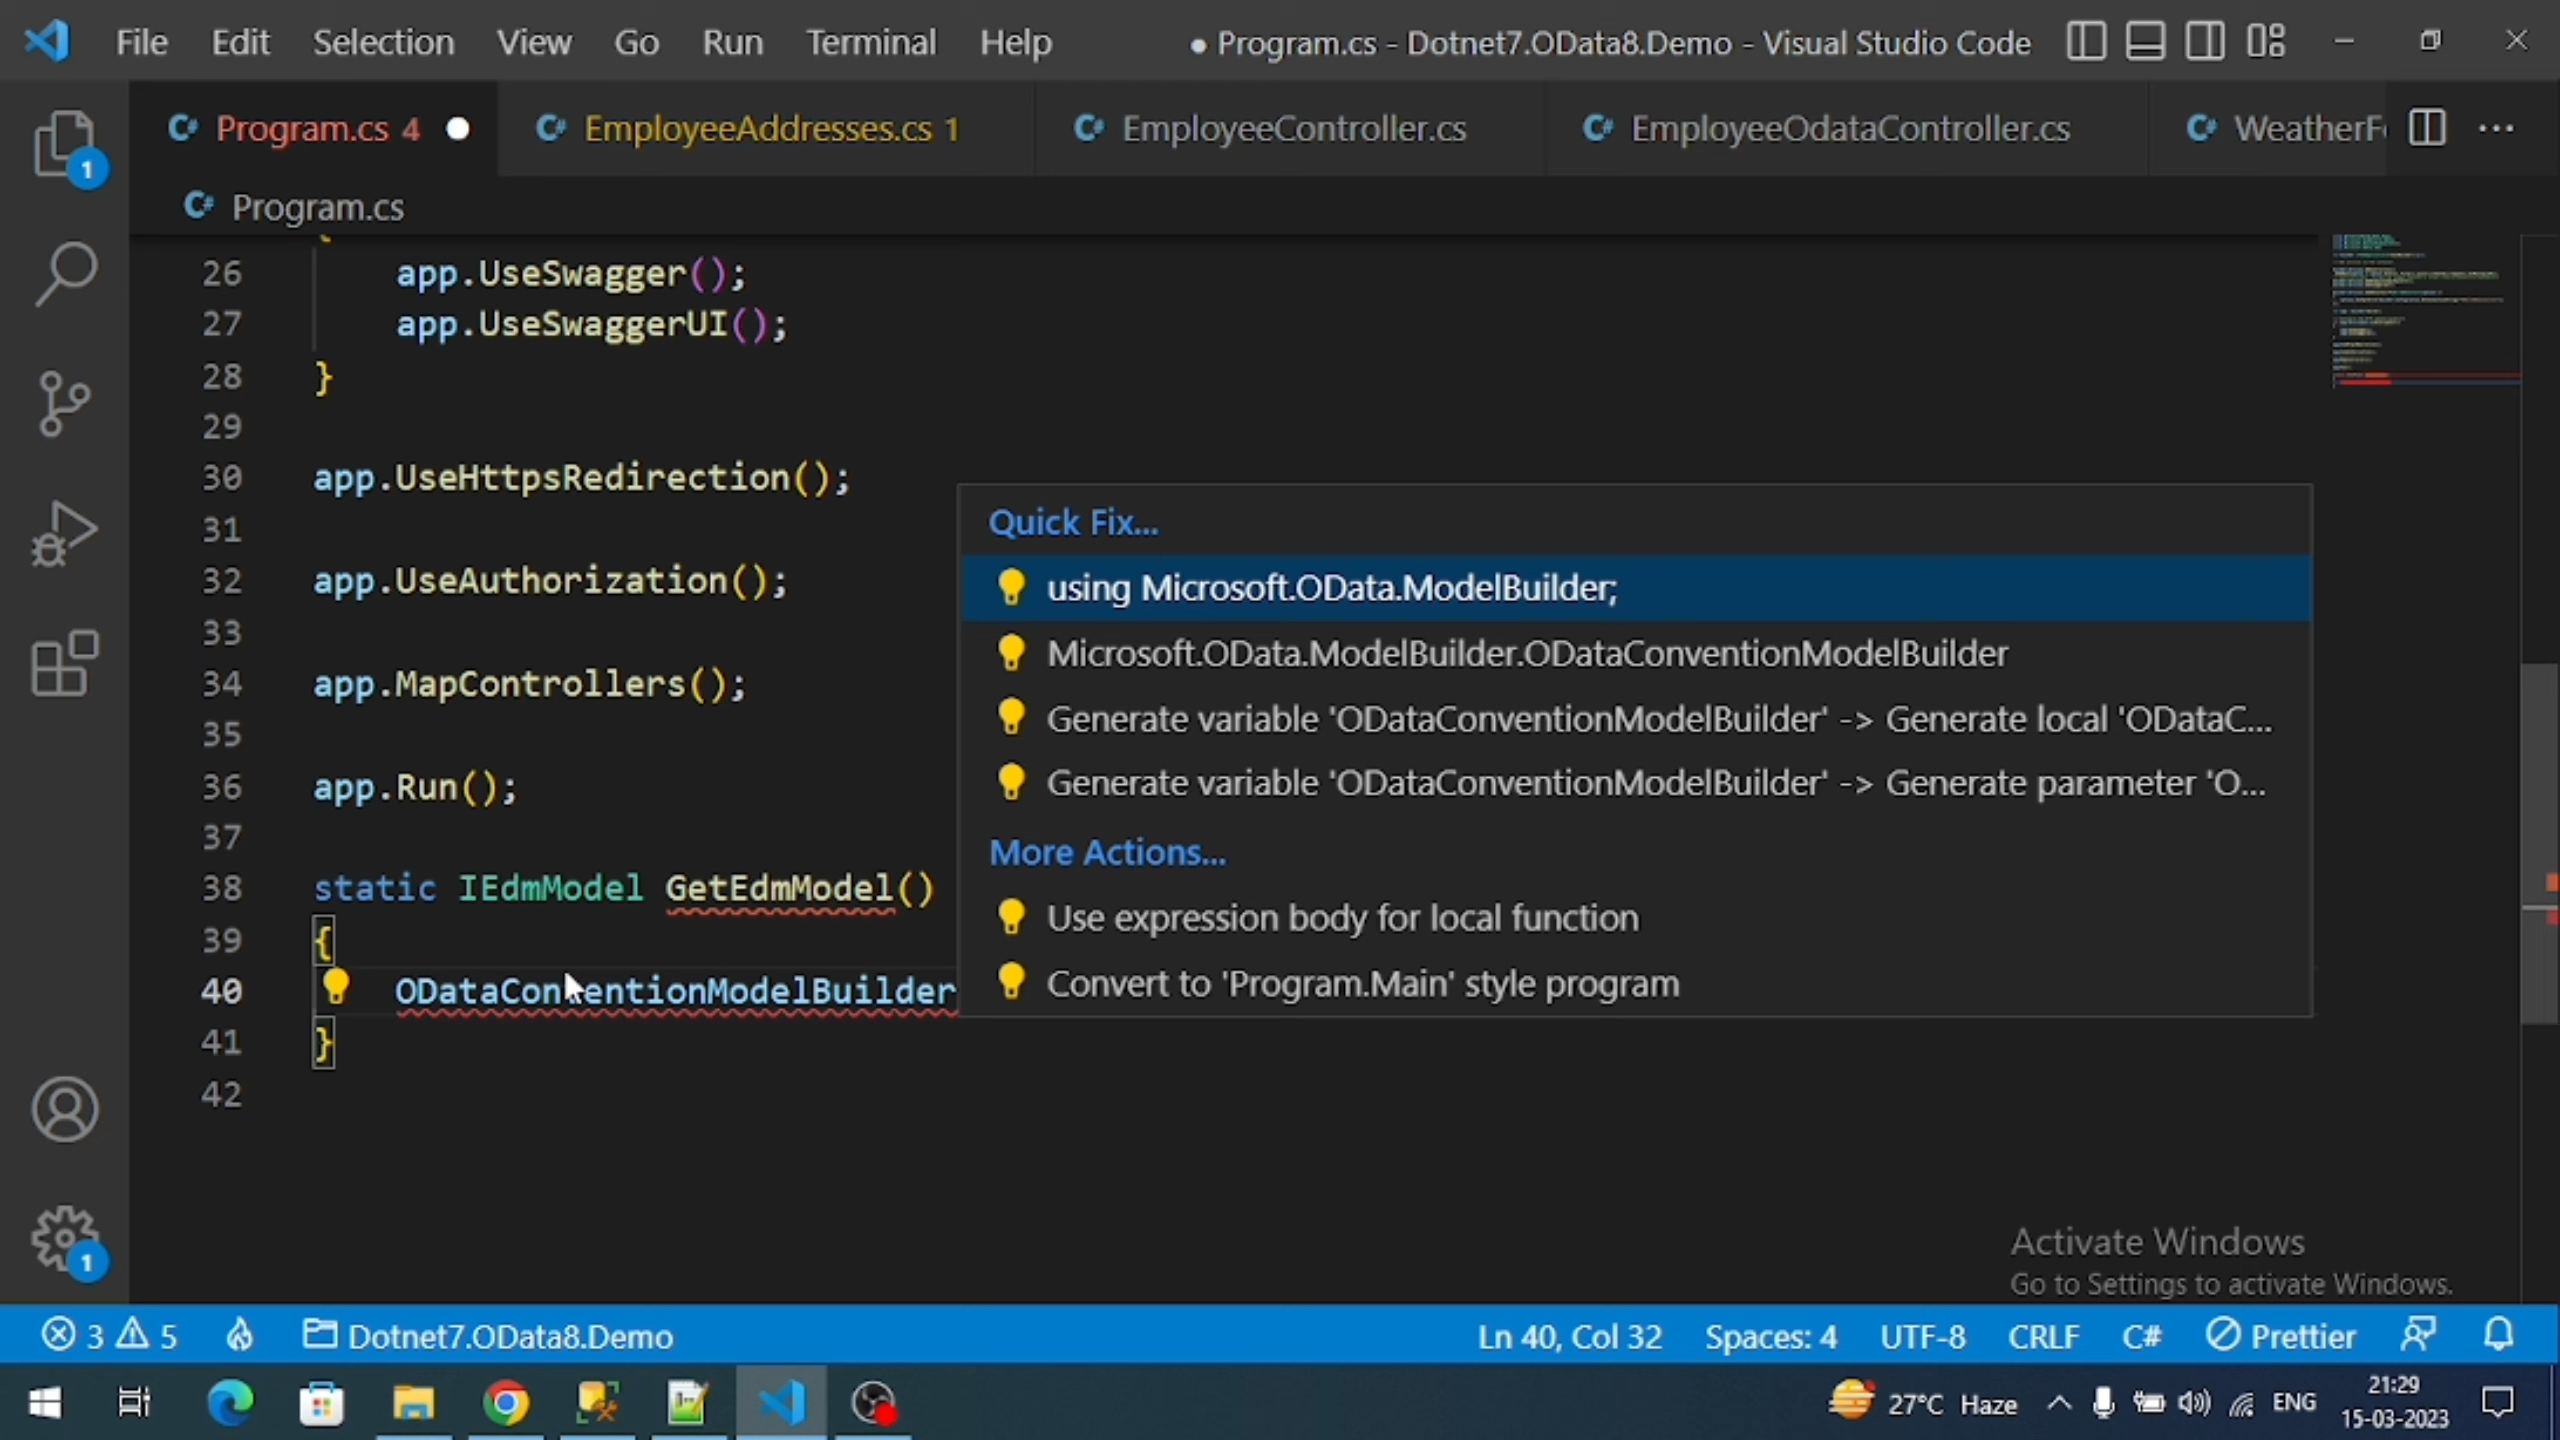 File Edit Selection View Go Run Terminal Help ● Program.cs - Dotnet7.OData8.Demo - Visual Studio Code
C# Program.cs 4 ● C# EmployeeAddresses.cs 1 C# EmployeeController.cs C# EmployeeOdataController.cs C# WeatherF
1
C# Program.cs
{
26 app.UseSwagger();
27 app.UseSwaggerUI();
28 }
29
30 app.UseHttpsRedirection();
31
32 app.UseAuthorization();
33
34 app.MapControllers();
35
36 app.Run();
37
38 static IEdmModel GetEdmModel()
39 {
40 ODataConventionModelBuilder
41 }
42
Quick Fix...
using Microsoft.OData.ModelBuilder;
Microsoft.OData.ModelBuilder.ODataConventionModelBuilder
Generate variable 'ODataConventionModelBuilder' -> Generate local 'ODataC...
Generate variable 'ODataConventionModelBuilder' -> Generate parameter 'O...
More Actions...
Use expression body for local function
Convert to 'Program.Main' style program
1
Activate Windows
Go to Settings to activate Windows.
3 5 Dotnet7.OData8.Demo Ln 40, Col 32 Spaces: 4 UTF-8 CRLF C# Prettier
27°C Haze ENG 21:29
15-03-2023